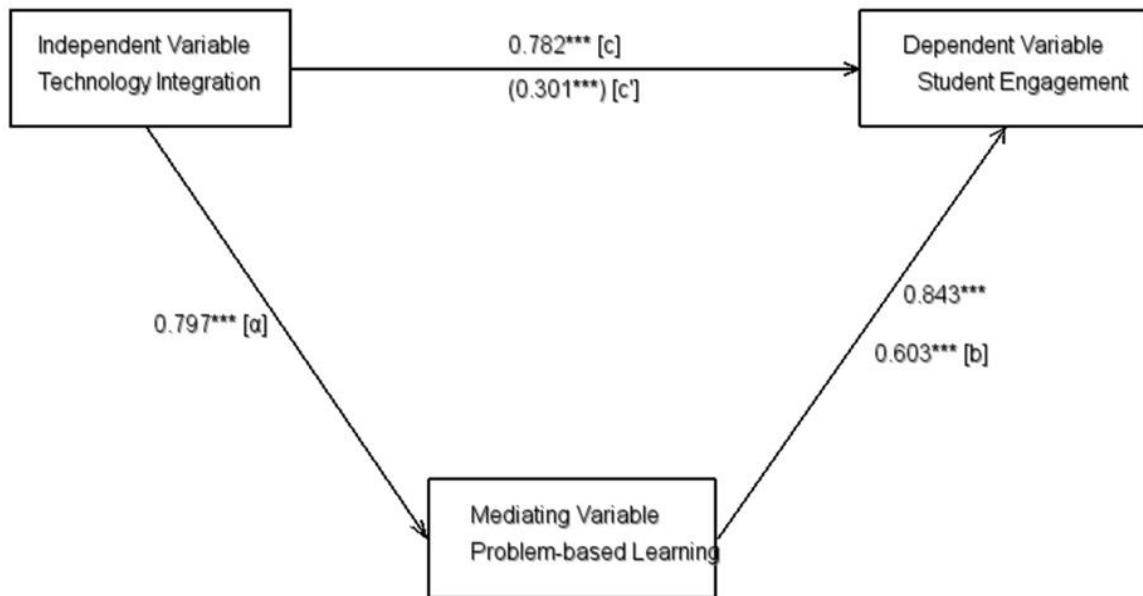 Independent Variable
Technology Integration
0.782*** [c]
(0.301***) [c']
Dependent Variable
Student Engagement
0.797*** [α]
0.843***
0.603*** [b]
Mediating Variable
Problem-based Learning